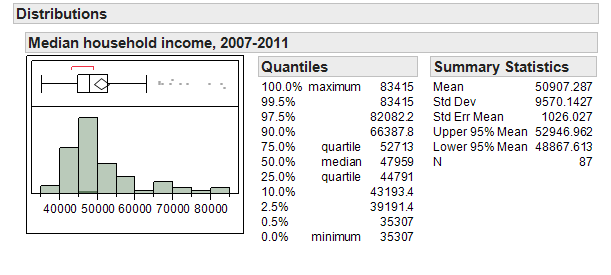 Distributions
Median household income, 2007-2011
40000 50000 60000 70000 80000
Quantiles
100.0% maximum 83415
99.5% 83415
97.5% 82082.2
90.0% 66387.8
75.0% quartile 52713
50.0% median 47959
25.0% quartile 44791
10.0% 43193.4
2.5% 39191.4
0.5% 35307
0.0% minimum 35307
Summary Statistics
Mean 50907.287
Std Dev 9570.1427
Std Err Mean 1026.027
Upper 95% Mean 52946.962
Lower 95% Mean 48867.613
N 87